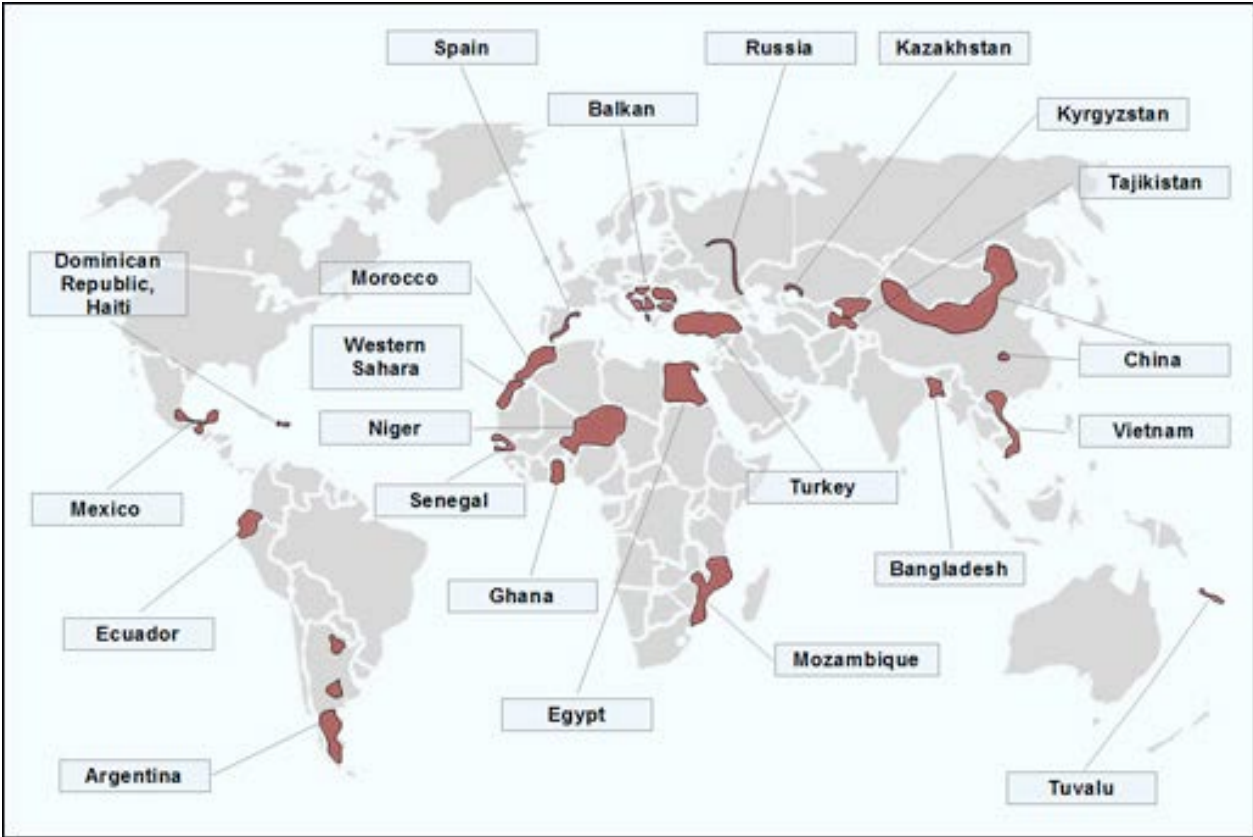 Spain
Russia
Kazakhstan
Balkan
Kyrgyzstan
Tajikistan
Dominican
Republic,
Haiti
Morocco
Western
Sahara
China
Niger
Vietnam
Senegal
Turkey
Mexico
Bangladesh
Ghana
Ecuador
Mozambique
Egypt
Argentina
Tuvalu